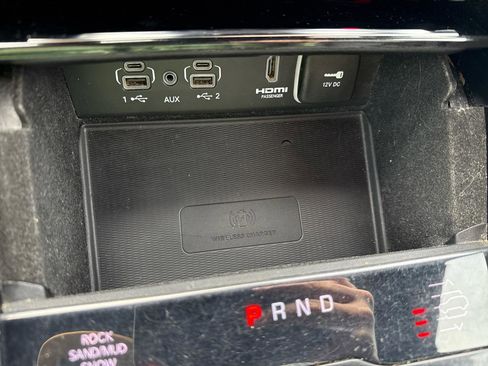 1 AUX 2 HDMI 12V DC
PASSENGER
WIRELESS CHARGER
P R N D
ROCK
SAND/MUD
SNOW